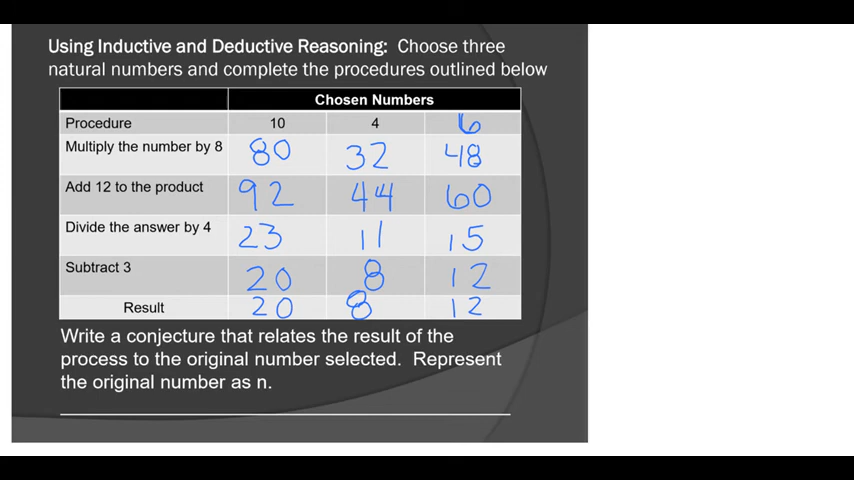 Using Inductive and Deductive Reasoning: Choose three
natural numbers and complete the procedures outlined below
Chosen Numbers
Procedure 10 4 6
Multiply the number by 8 80 32 48
Add 12 to the product 92 44 60
Divide the answer by 4 23 11 15
Subtract 3 20 8 12
Result 20 8 12
Write a conjecture that relates the result of the
process to the original number selected. Represent
the original number as n.